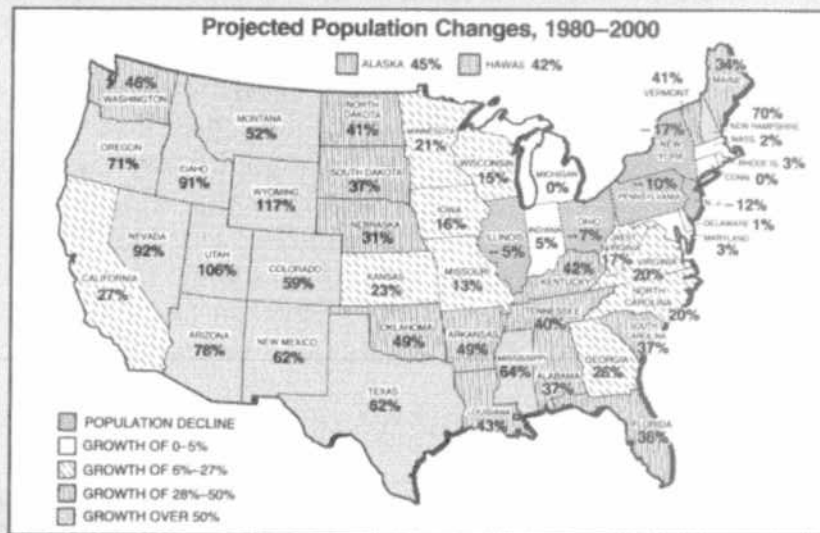 Projected Population Changes, 1980–2000
ALASKA 45%
HAWAII 42%
46%
WASHINGTON
OREGON
71%
CALIFORNIA
27%
NEVADA
92%
IDAHO
91%
MONTANA
52%
WYOMING
117%
UTAH
106%
COLORADO
59%
ARIZONA
78%
NEW MEXICO
62%
NORTH
DAKOTA
41%
SOUTH DAKOTA
37%
NEBRASKA
31%
KANSAS
23%
OKLAHOMA
49%
TEXAS
62%
MINNESOTA
21%
IOWA
16%
MISSOURI
13%
ARKANSAS
49%
LOUISIANA
43%
WISCONSIN
15%
ILLINOIS
–5%
MICHIGAN
0%
INDIANA
5%
OHIO
–7%
42%
KENTUCKY
TENNESSEE
40%
MISSISSIPPI
64%
ALABAMA
37%
GEORGIA
26%
FLORIDA
36%
SOUTH
CAROLINA
37%
NORTH
CAROLINA
20%
VIRGINIA
20%
WEST
VIRGINIA
17%
–10%
PENNSYLVANIA
–17%
NEW
YORK
41%
VERMONT
34%
MAINE
70%
NEW HAMPSHIRE
MASS. 2%
RHODE IS. 3%
CONN. 0%
N.J. –12%
DELAWARE 1%
MARYLAND
3%
POPULATION DECLINE
GROWTH OF 0–5%
GROWTH OF 6%–27%
GROWTH OF 28%–50%
GROWTH OVER 50%